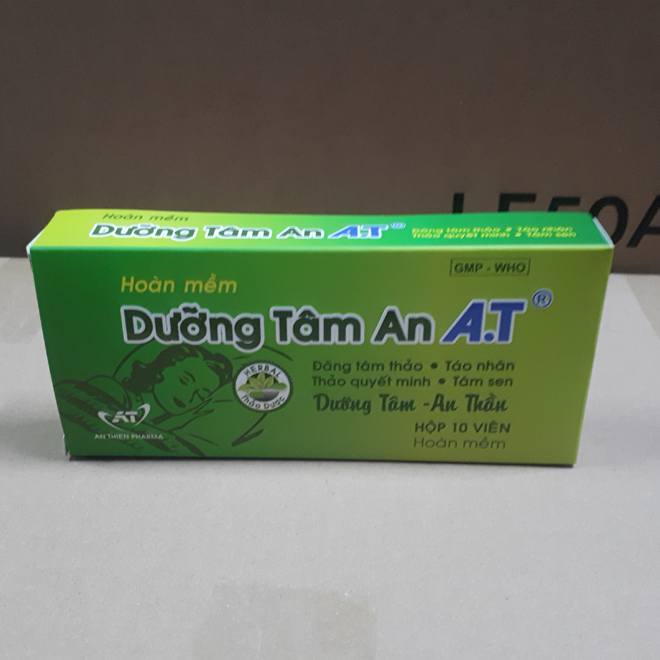 LE50A
Hoàn mềm
Dưỡng Tâm An A.T ®
Đăng tâm thảo • Táo nhân
Thảo quyết minh • Tâm sen
GMP - WHO
Hoàn mềm
Dưỡng Tâm An A.T ®
Đăng tâm thảo • Táo nhân
Thảo quyết minh • Tâm sen
Dưỡng Tâm - An Thần
HERBAL
THẢO DƯỢC
AT
AN THIEN PHARMA
HỘP 10 VIÊN
Hoàn mềm